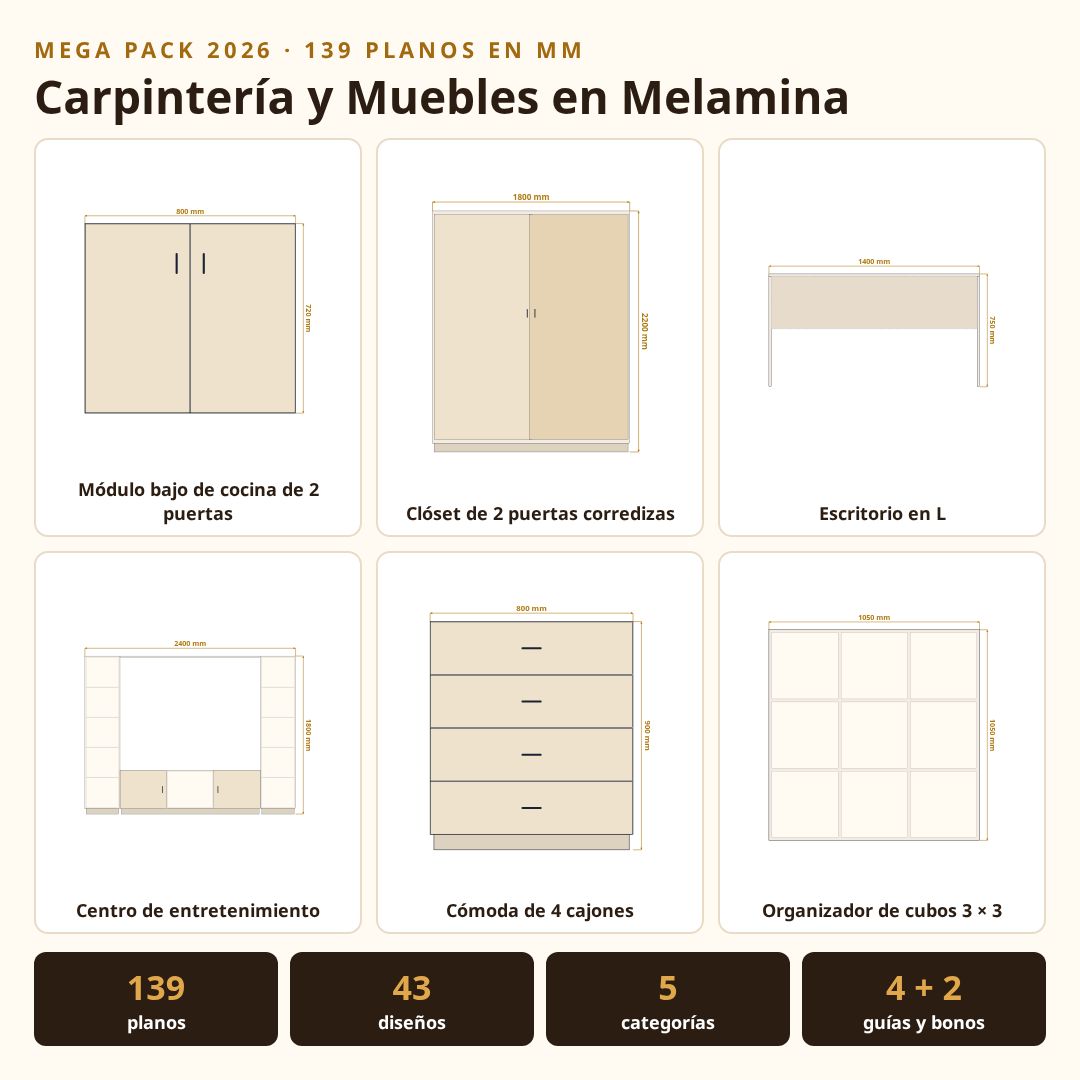 MEGA PACK 2026 · 139 PLANOS EN MM
Carpintería y Muebles en Melamina
800 mm
720 mm
Módulo bajo de cocina de 2
puertas
1800 mm
2200 mm
Clóset de 2 puertas corredizas
1400 mm
750 mm
Escritorio en L
2400 mm
1800 mm
Centro de entretenimiento
800 mm
900 mm
Cómoda de 4 cajones
1050 mm
1050 mm
Organizador de cubos 3 × 3
139
planos
43
diseños
5
categorías
4 + 2
guías y bonos